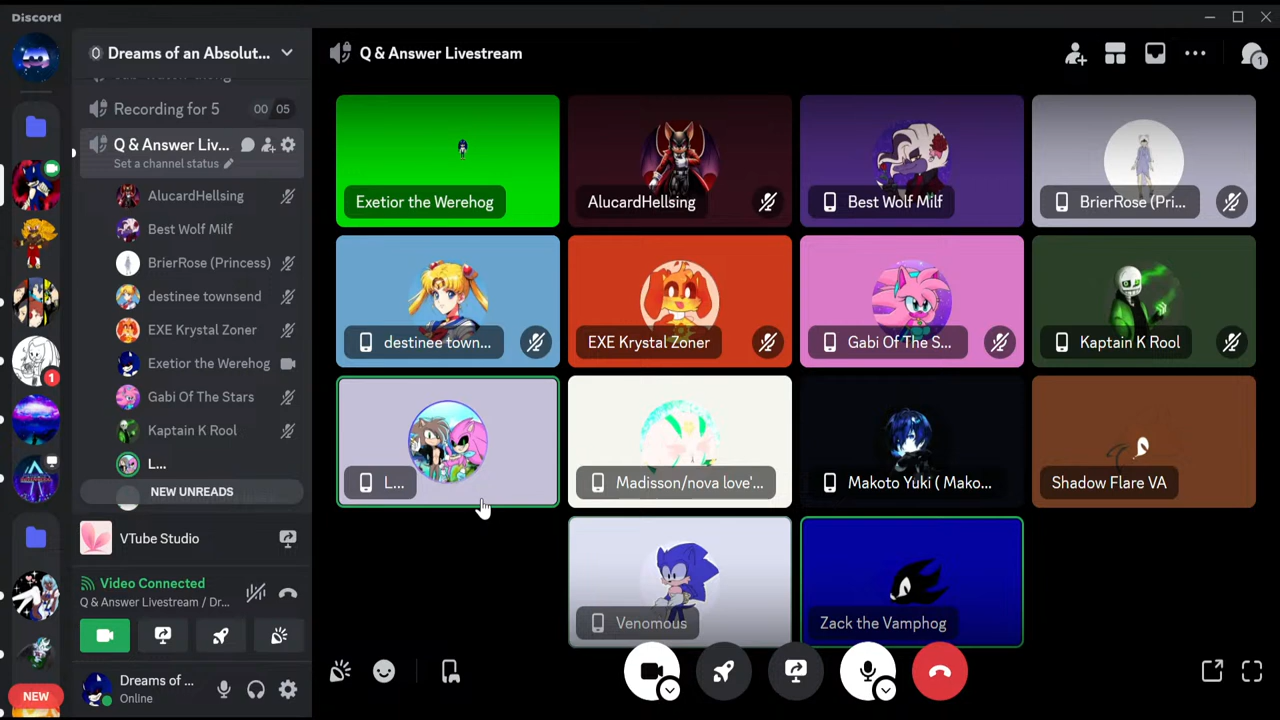 Discord
Dreams of an Absolut...
Recording for 5
00 05
Q & Answer Liv...
Set a channel status
AlucardHellsing
Best Wolf Milf
BrierRose (Princess)
destinee townsend
EXE Krystal Zoner
Exetior the Werehog
Gabi Of The Stars
Kaptain K Rool
L...
NEW UNREADS
VTube Studio
Video Connected
Q & Answer Livestream / Dr...
Dreams of ...
Online
1
NEW
Q & Answer Livestream
1
Exetior the Werehog
AlucardHellsing
Best Wolf Milf
BrierRose (Pri...
destinee town...
EXE Krystal Zoner
Gabi Of The S...
Kaptain K Rool
L...
Madisson/nova love'...
Makoto Yuki ( Mako...
Shadow Flare VA
Venomous
Zack the Vamphog